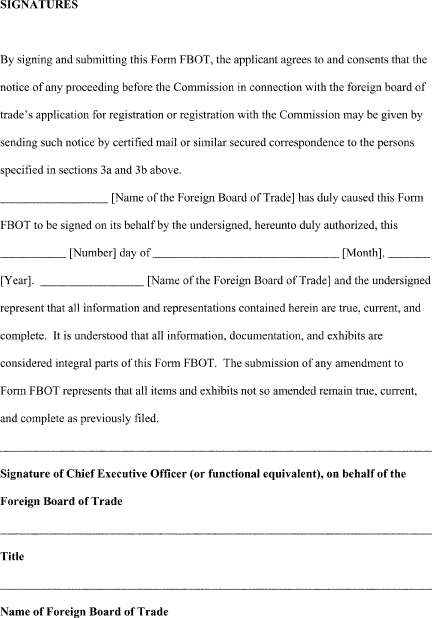 SIGNATURES
By signing and submitting this Form FBOT, the applicant agrees to and consents that the
notice of any proceeding before the Commission in connection with the foreign board of
trade's application for registration or registration with the Commission may be given by
sending such notice by certified mail or similar secured correspondence to the persons
specified in sections 3a and 3b above.
__________________ [Name of the Foreign Board of Trade] has duly caused this Form
FBOT to be signed on its behalf by the undersigned, hereunto duly authorized, this
___________ [Number] day of _______________________________ [Month], _______
[Year]. _________________ [Name of the Foreign Board of Trade] and the undersigned
represent that all information and representations contained herein are true, current, and
complete. It is understood that all information, documentation, and exhibits are
considered integral parts of this Form FBOT. The submission of any amendment to
Form FBOT represents that all items and exhibits not so amended remain true, current,
and complete as previously filed.
Signature of Chief Executive Officer (or functional equivalent), on behalf of the
Foreign Board of Trade
Title
Name of Foreign Board of Trade